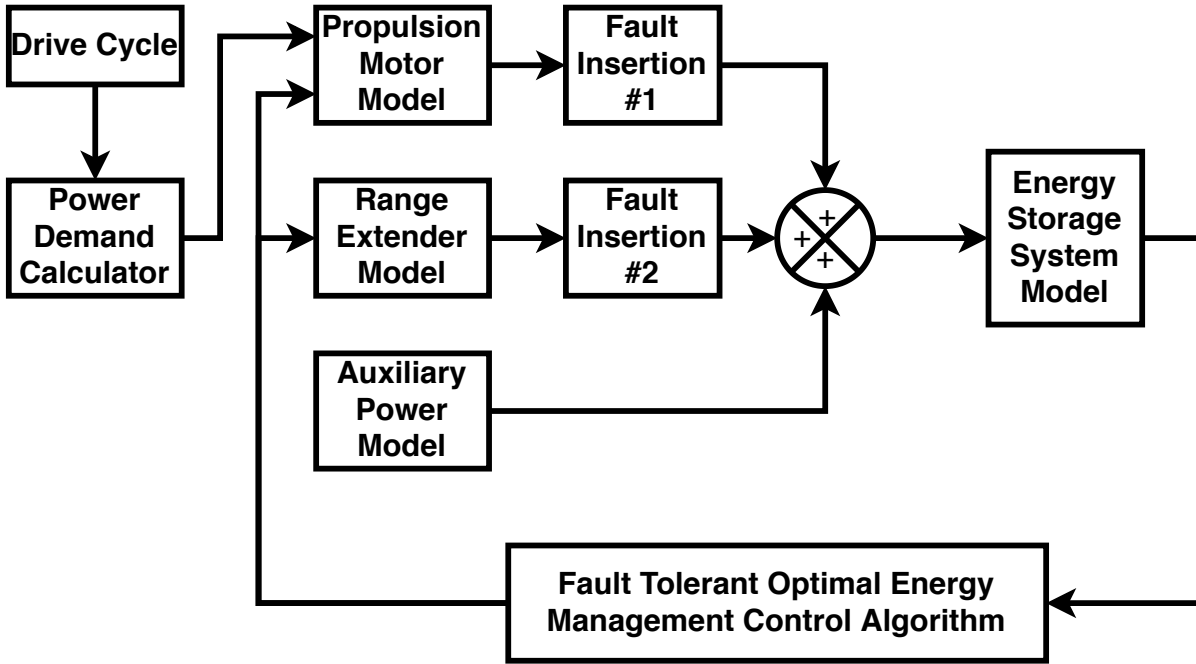 Drive Cycle
Propulsion
Motor
Model
Fault
Insertion
#1
Power
Demand
Calculator
Range
Extender
Model
Fault
Insertion
#2
+
+
+
Energy
Storage
System
Model
Auxiliary
Power
Model
Fault Tolerant Optimal Energy
Management Control Algorithm